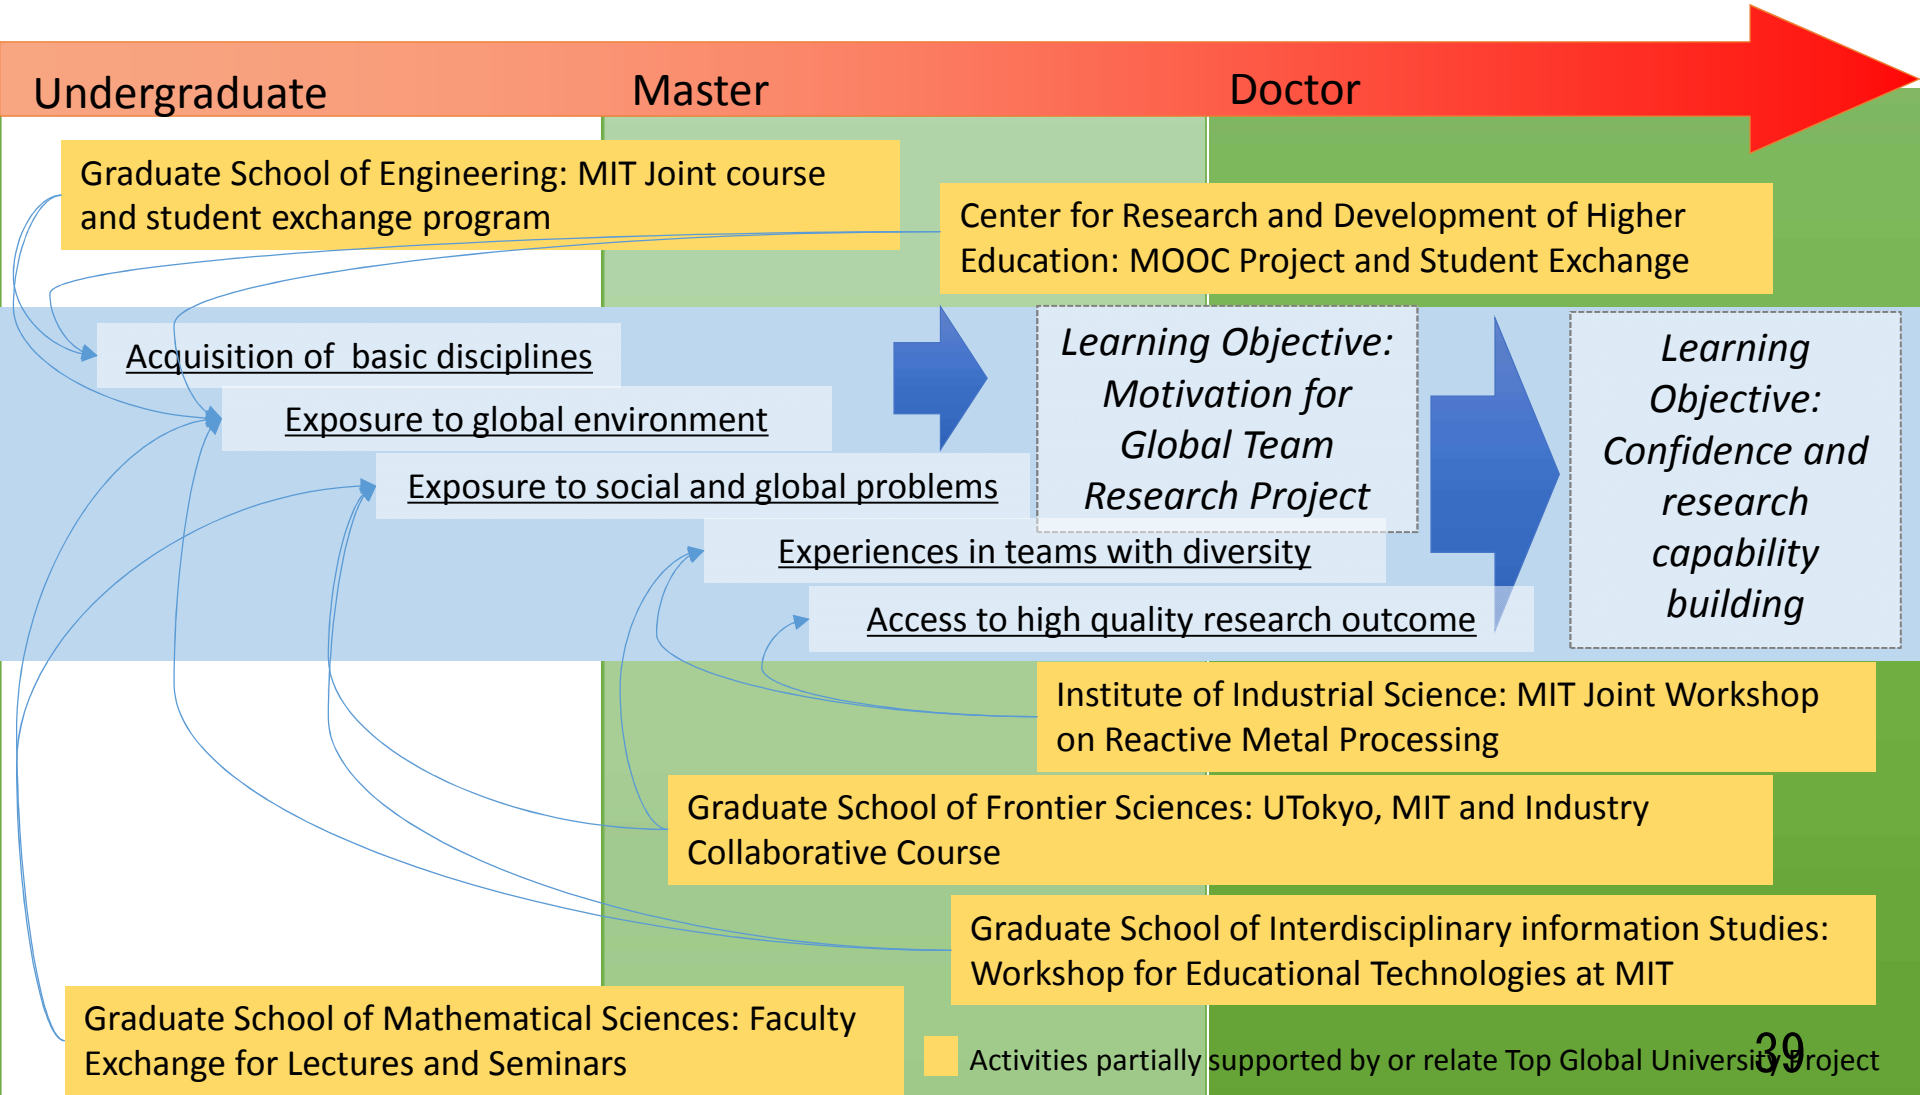 Undergraduate
Master
Doctor
Graduate School of Engineering: MIT Joint course
and student exchange program
Center for Research and Development of Higher
Education: MOOC Project and Student Exchange
Acquisition of  basic disciplines
Exposure to global environment
Exposure to social and global problems
Experiences in teams with diversity
Access to high quality research outcome
Learning Objective:
Motivation for
Global Team
Research Project
Learning
Objective:
Confidence and
research
capability
building
Institute of Industrial Science: MIT Joint Workshop
on Reactive Metal Processing
Graduate School of Frontier Sciences: UTokyo, MIT and Industry
Collaborative Course
Graduate School of Interdisciplinary information Studies:
Workshop for Educational Technologies at MIT
Graduate School of Mathematical Sciences: Faculty
Exchange for Lectures and Seminars
Activities partially supported by or relate Top Global University Project
39